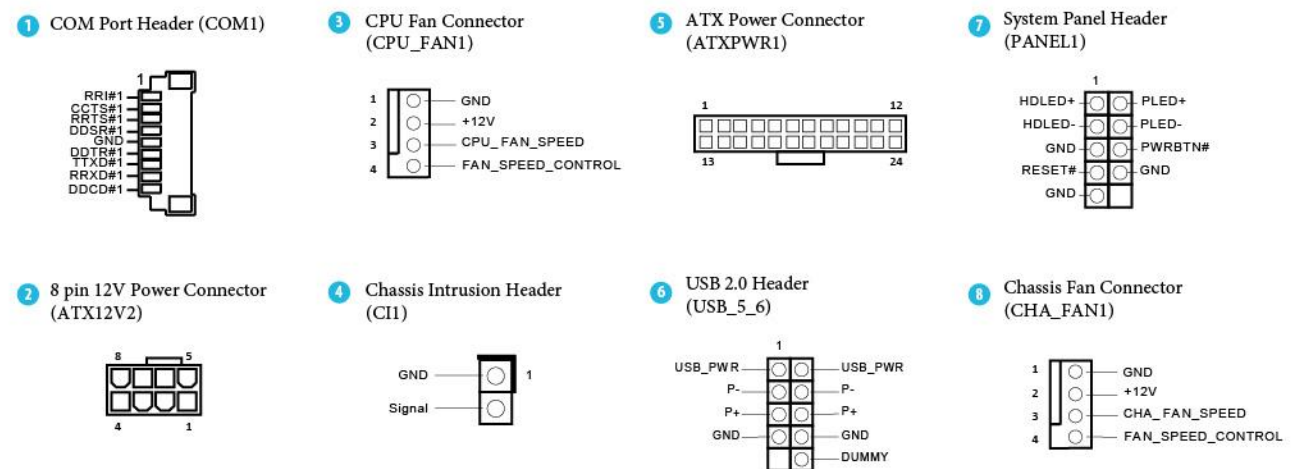 1 COM Port Header (COM1)
1
RRI#1
CCTS#1
RRTS#1
DDSR#1
GND
DDTR#1
TTXD#1
RRXD#1
DDCD#1
3 CPU Fan Connector
(CPU_FAN1)
1 GND
2 +12V
3 CPU_FAN_SPEED
4 FAN_SPEED_CONTROL
5 ATX Power Connector
(ATXPWR1)
1 12
13 24
7 System Panel Header
(PANEL1)
1
HDLED+ PLED+
HDLED- PLED-
GND PWRBTN#
RESET# GND
GND
2 8 pin 12V Power Connector
(ATX12V2)
8 5
4 1
4 Chassis Intrusion Header
(CI1)
GND 1
Signal
6 USB 2.0 Header
(USB_5_6)
1
USB_PWR USB_PWR
P- P-
P+ P+
GND GND
DUMMY
8 Chassis Fan Connector
(CHA_FAN1)
1 GND
2 +12V
3 CHA_FAN_SPEED
4 FAN_SPEED_CONTROL